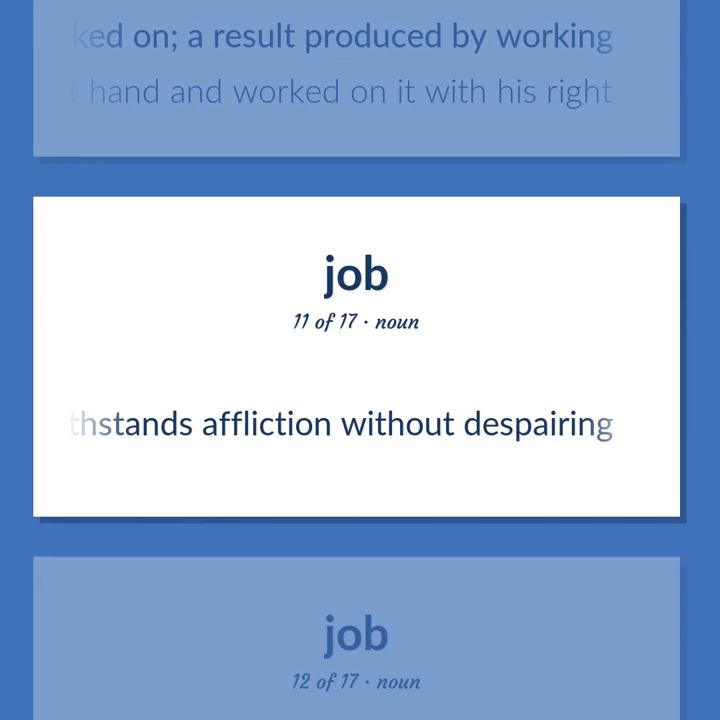 ked on; a result produced by working
t hand and worked on it with his right
job
11 of 17 · noun
thstands affliction without despairing
job
12 of 17 · noun